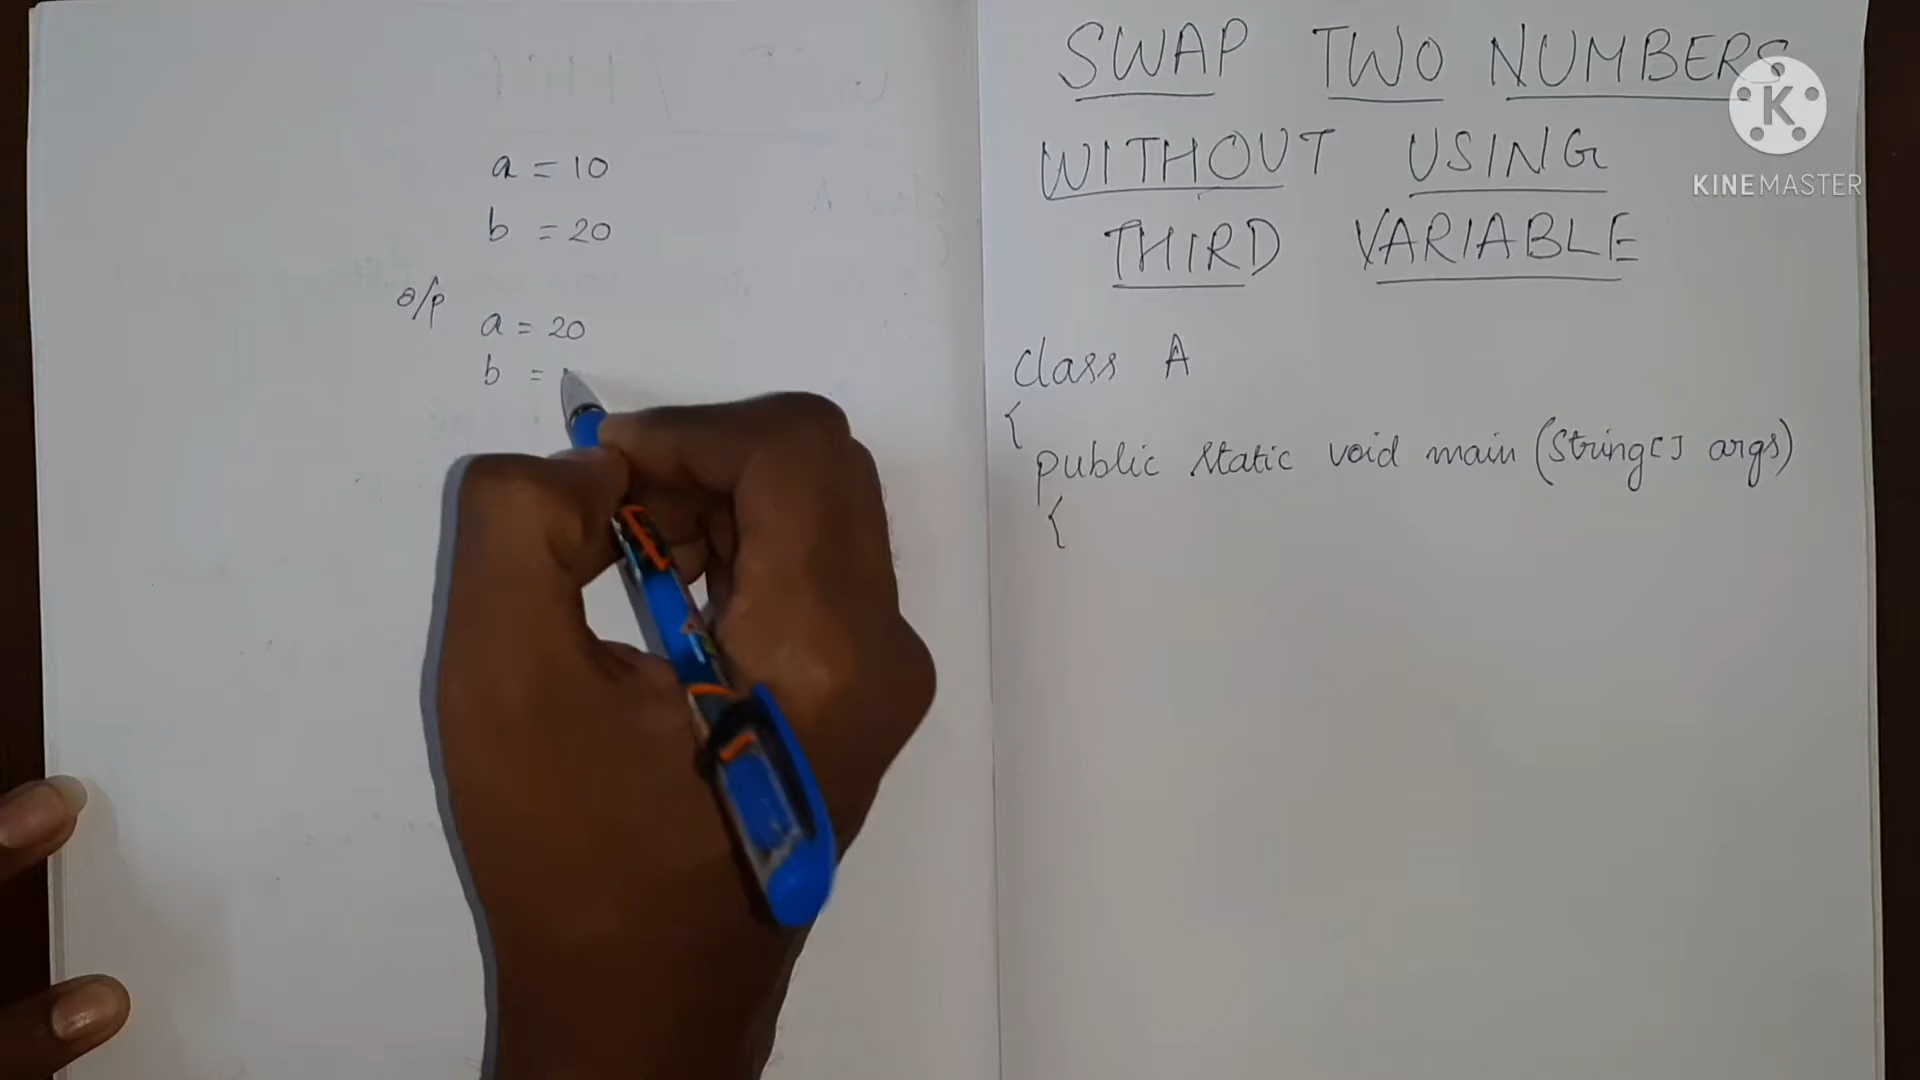 a = 10
b = 20
o/p
a = 20
b =
SWAP TWO NUMBERS
WITHOUT USING
THIRD VARIABLE
class A
{
public static void main (String[] args)
{
K
KINEMASTER